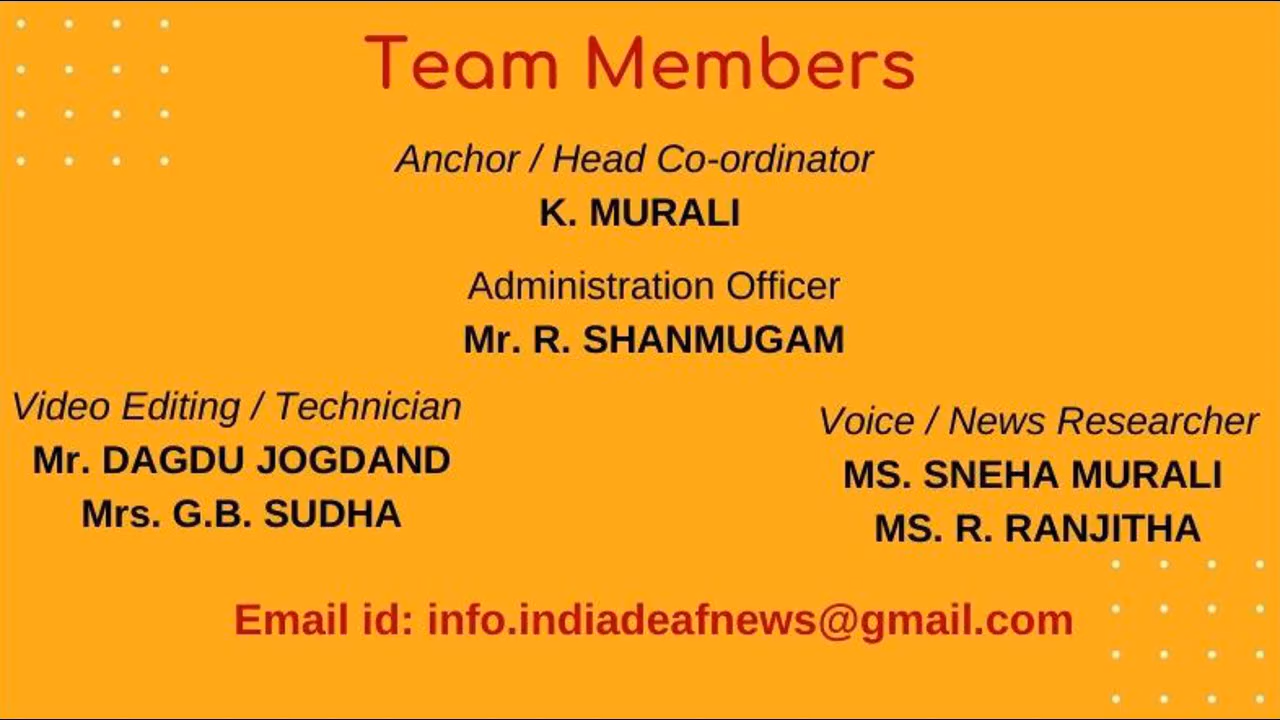 Team Members
Anchor / Head Co-ordinator
K. MURALI
Administration Officer
Mr. R. SHANMUGAM
Video Editing / Technician
Mr. DAGDU JOGDAND
Mrs. G.B. SUDHA
Voice / News Researcher
MS. SNEHA MURALI
MS. R. RANJITHA
Email id: info.indiadeafnews@gmail.com